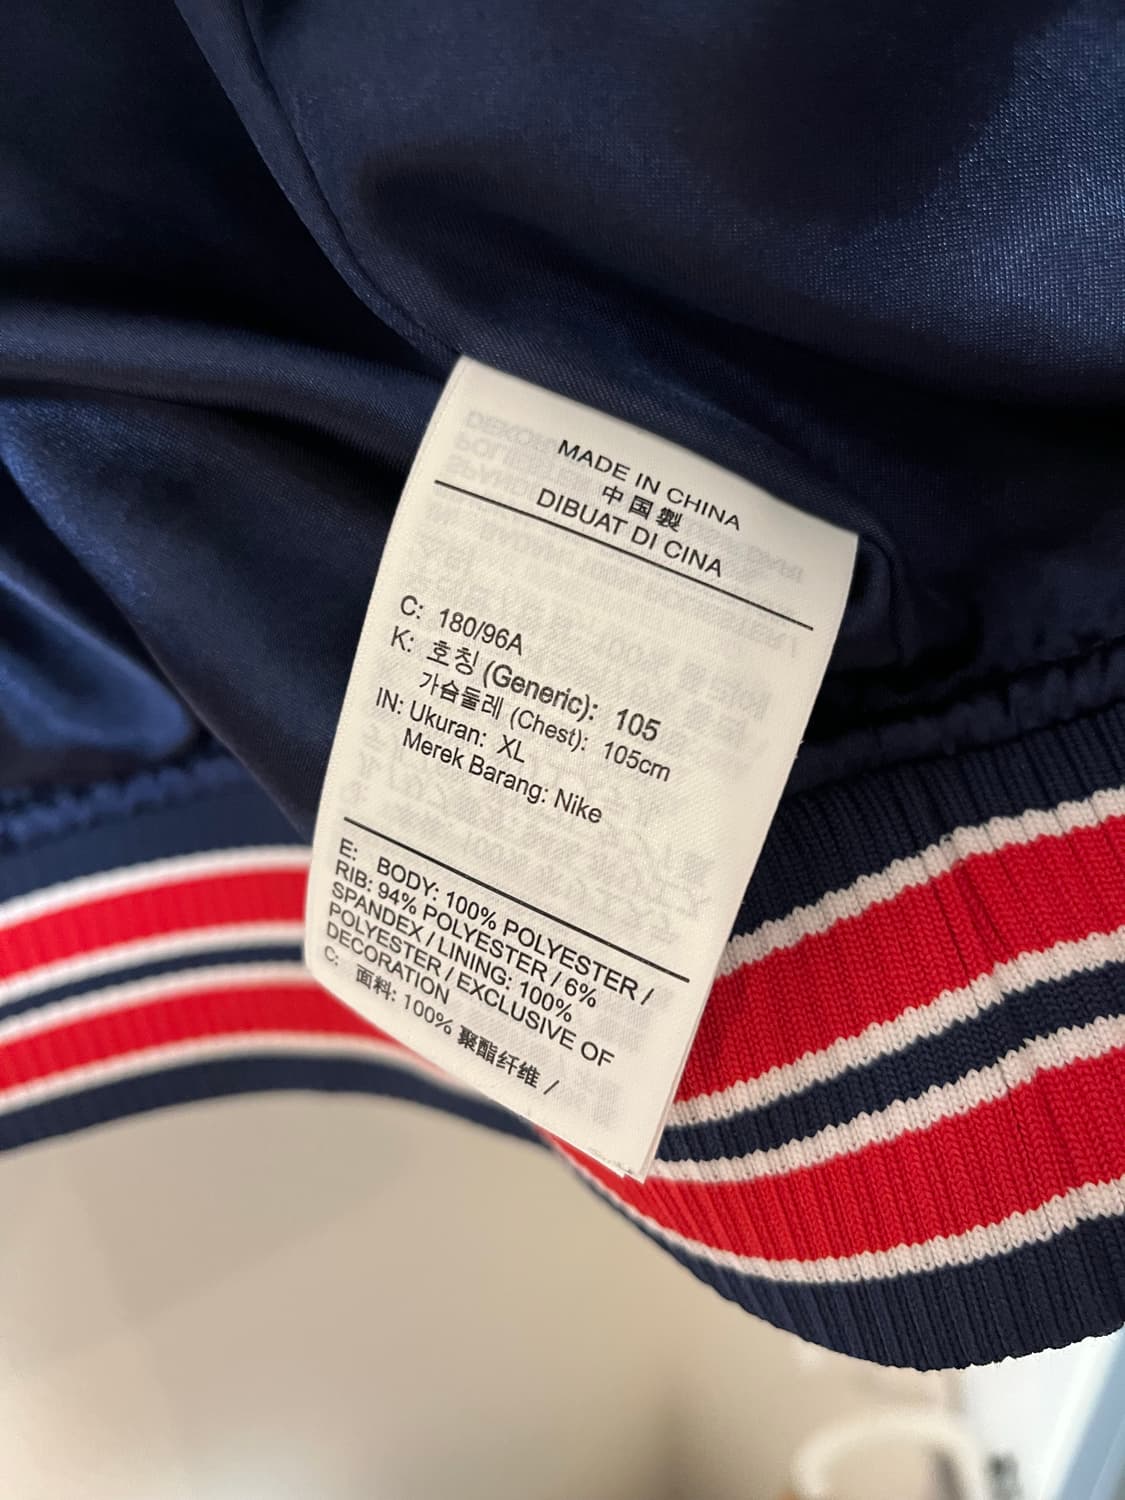 MADE IN CHINA
中国製
DIBUAT DI CINA
C: 180/96A
K: 호칭 (Generic): 105
가슴둘레 (Chest): 105cm
IN: Ukuran: XL
Merek Barang: Nike
E: BODY: 100% POLYESTER /
RIB: 94% POLYESTER / 6%
SPANDEX / LINING: 100%
POLYESTER / EXCLUSIVE OF
DECORATION
C: 面料: 100% 聚酯纤维 /